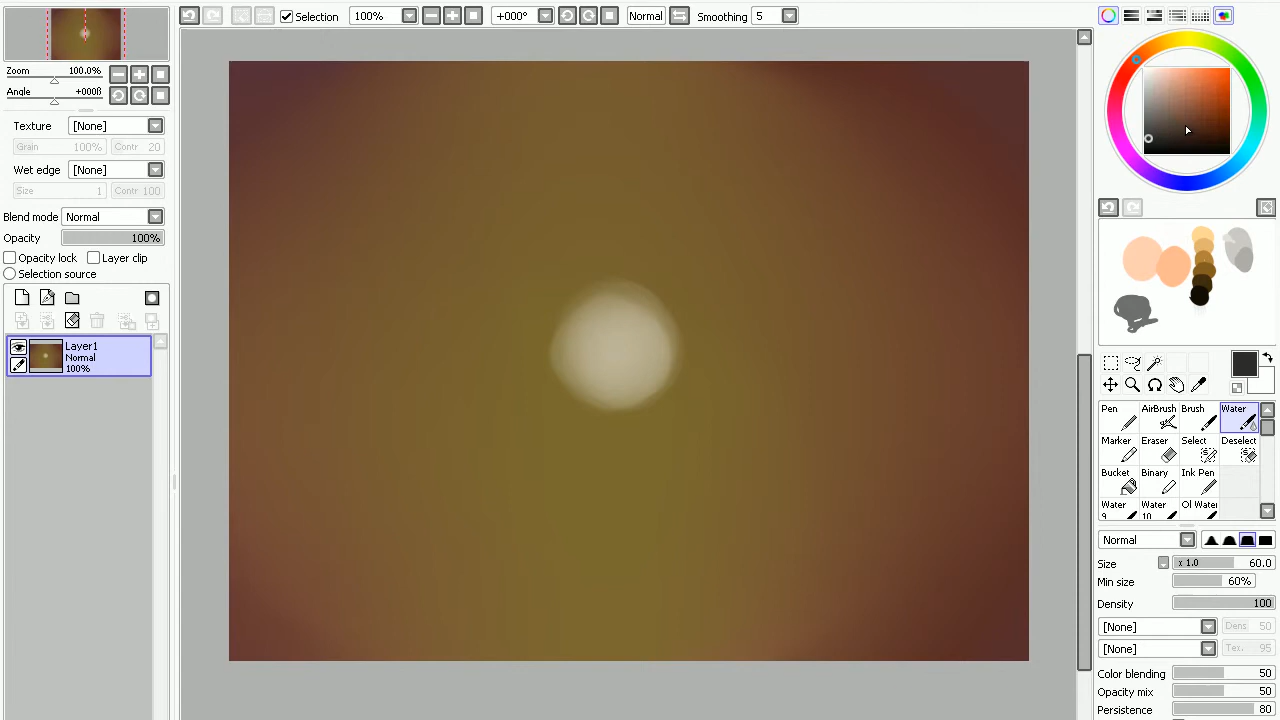 Selection 100% +000° Normal Smoothing 5
Zoom 100.0%
Angle +000ß
Texture [None]
Grain 100% Contr 20
Wet edge [None]
Size 1 Contr 100
Blend mode Normal
Opacity 100%
Opacity lock Layer clip
Selection source
Layer1
Normal
100%
Pen AirBrush Brush Water
Marker Eraser Select Deselect
Bucket Binary Ink Pen
Water 9 Water 10 Ol Water
Normal
Size x 1.0 60.0
Min size 60%
Density 100
[None] Dens 50
[None] Tex. 95
Color blending 50
Opacity mix 50
Persistence 80